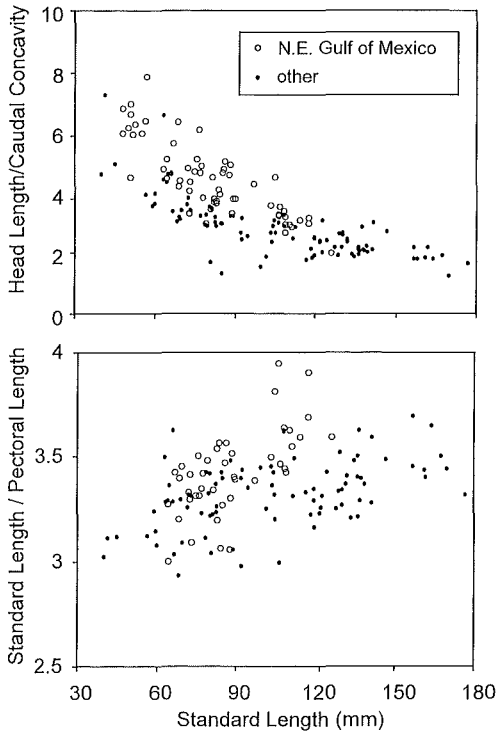 10
8
6
4
2
0
Head Length/Caudal Concavity
N.E. Gulf of Mexico
other
4
3.5
3
2.5
Standard Length / Pectoral Length
30 60 90 120 150 180
Standard Length (mm)